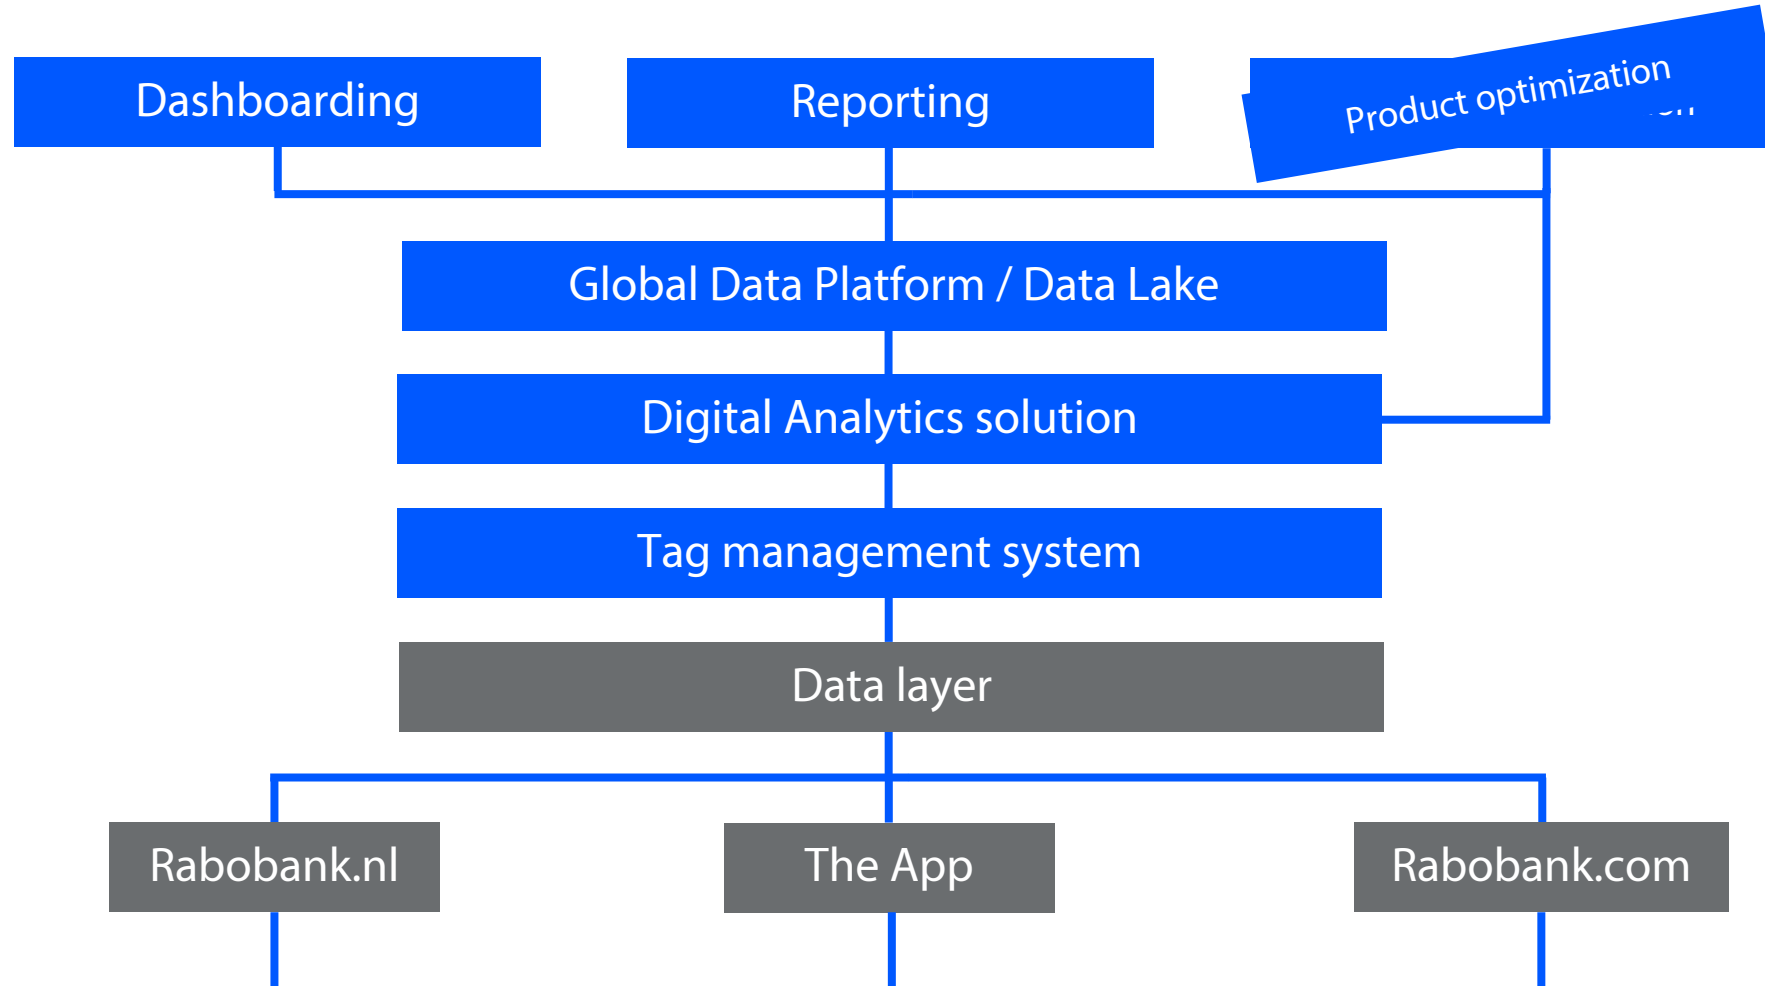 Dashboarding
Reporting
Product optimization
Global Data Platform / Data Lake
Digital Analytics solution
Tag management system
Data layer
Rabobank.nl
The App
Rabobank.com